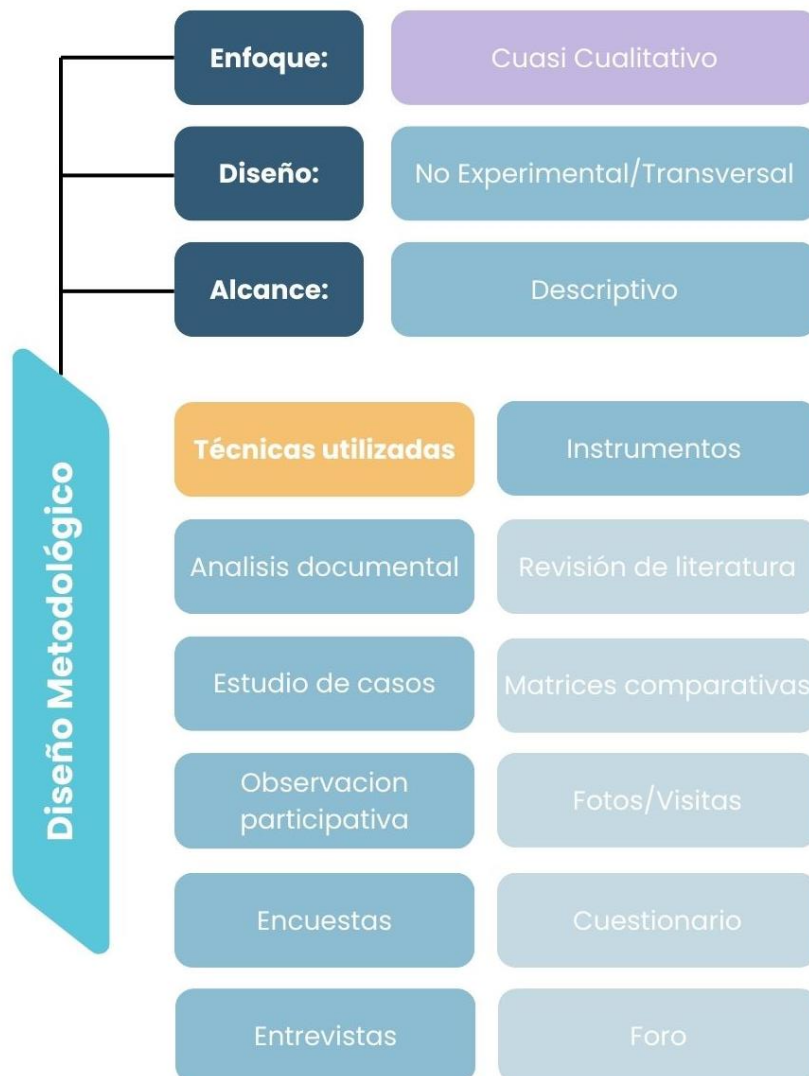 Enfoque:
Cuasi Cualitativo
Diseño:
No Experimental/Transversal
Alcance:
Descriptivo
Diseño Metodológico
Técnicas utilizadas
Instrumentos
Analisis documental
Revisión de literatura
Estudio de casos
Matrices comparativas
Observacion
participativa
Fotos/Visitas
Encuestas
Cuestionario
Entrevistas
Foro